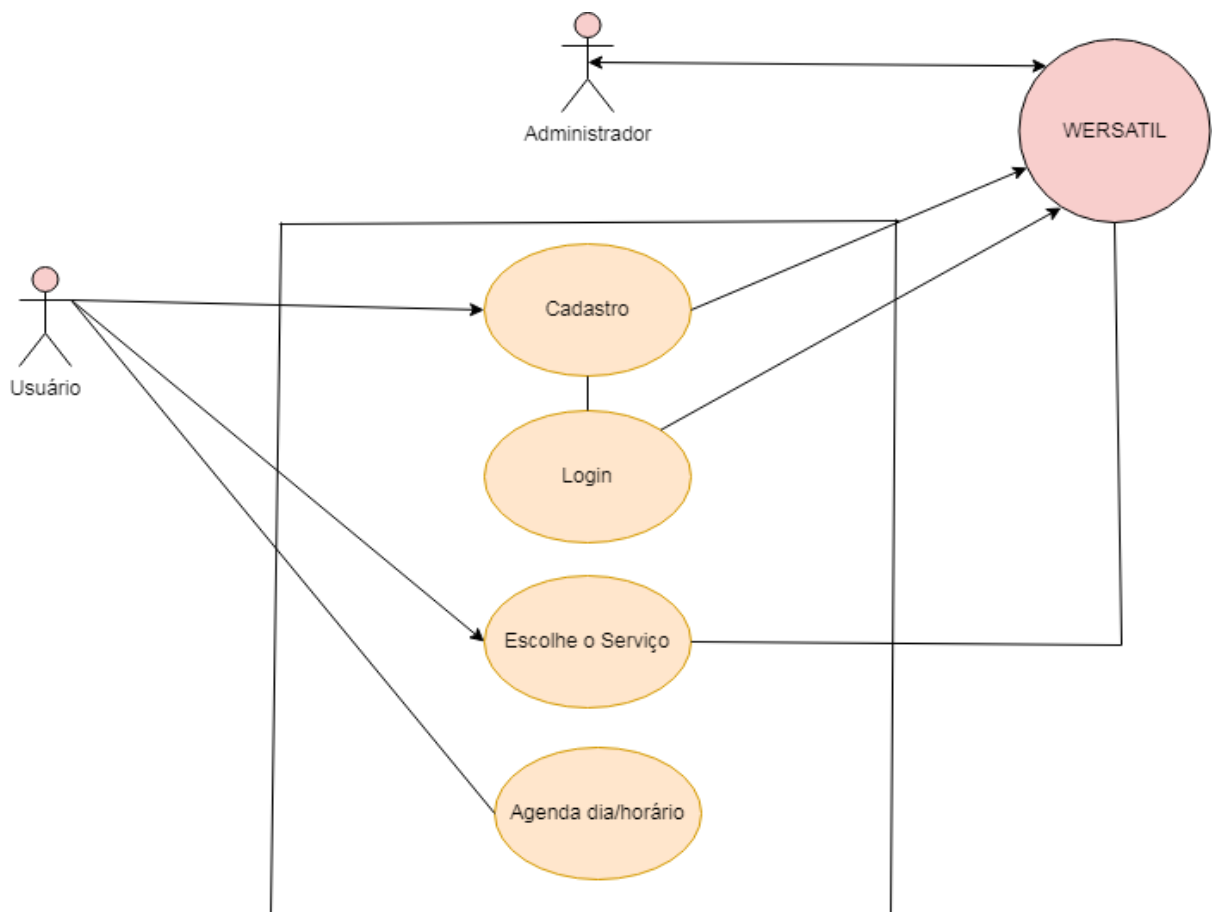 Administrador
WERSATIL
Usuário
Cadastro
Login
Escolhe o Serviço
Agenda dia/horário